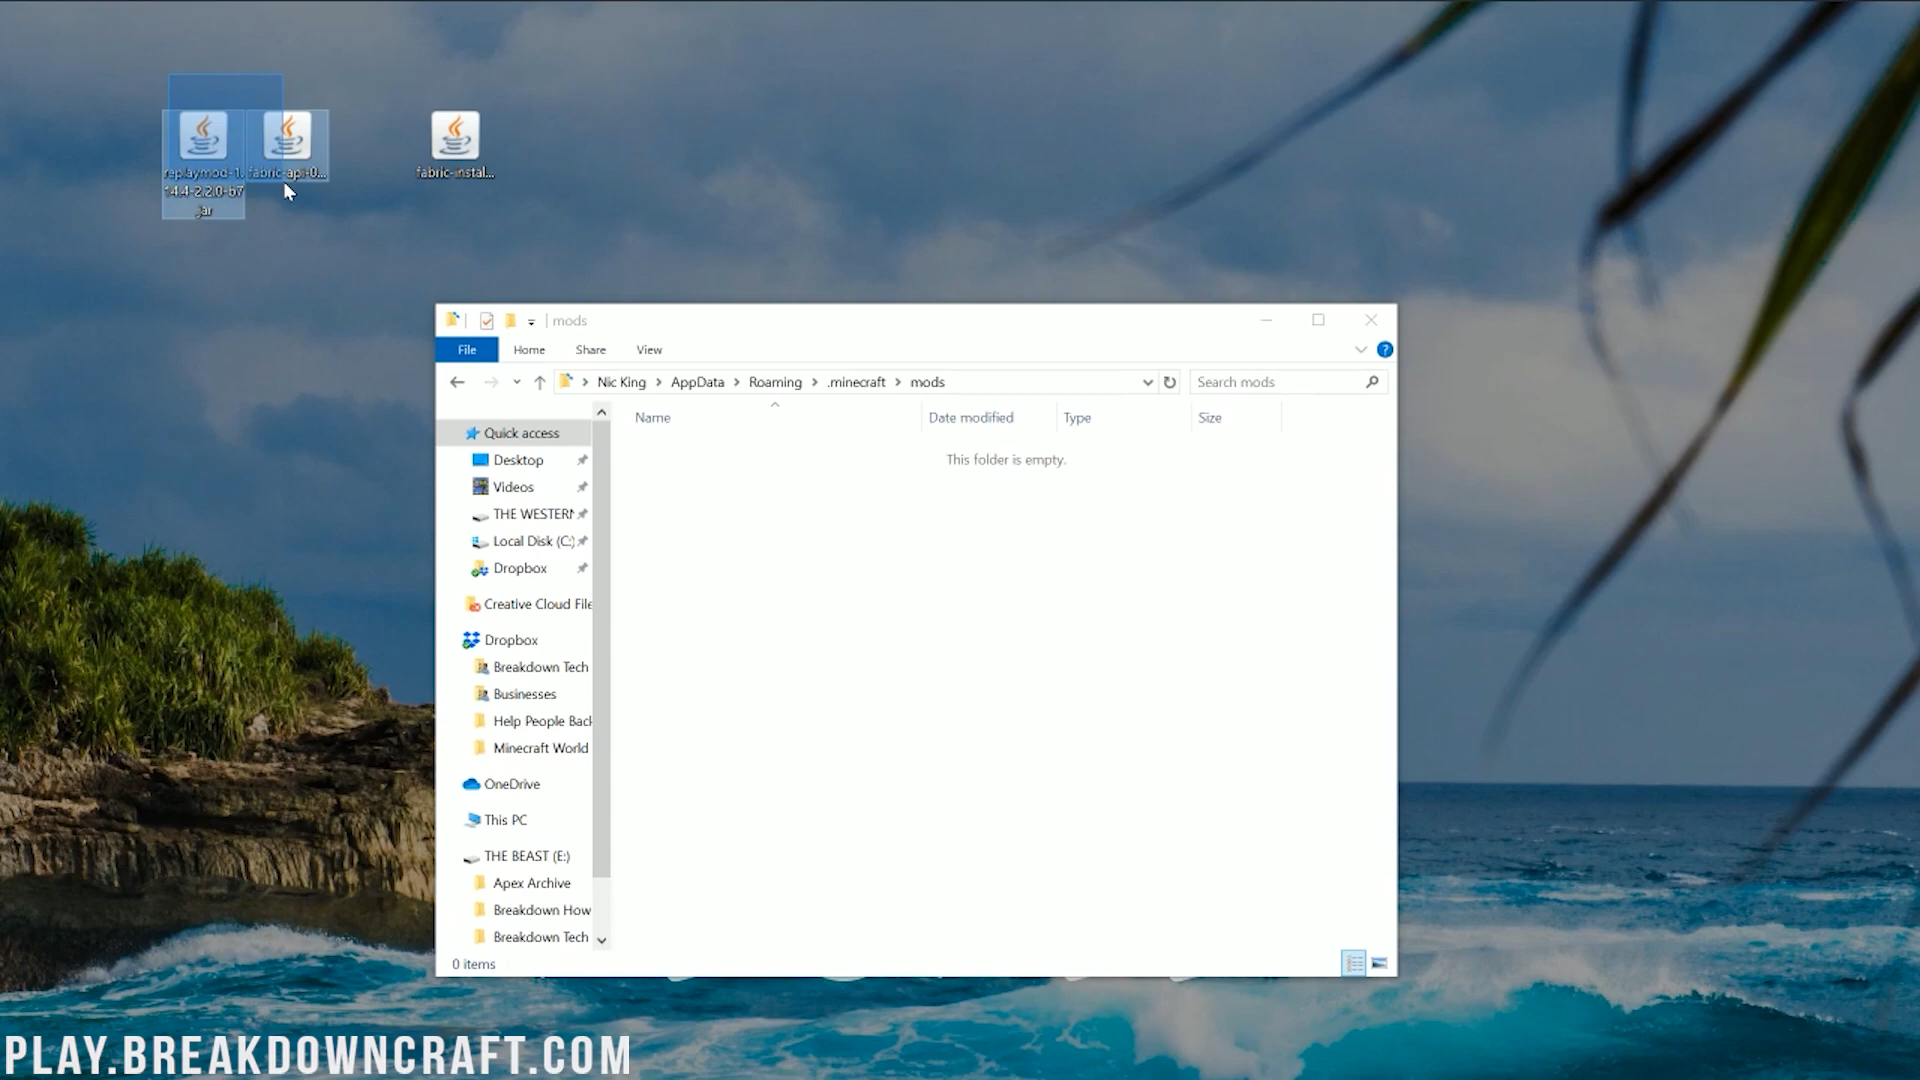 replaymod-1.
14.4-2.2.0-b7
.jar
fabric-api-0...
fabric-instal...
mods
File
Home
Share
View
Nic King
AppData
Roaming
.minecraft
mods
Search mods
Name
Date modified
Type
Size
This folder is empty.
Quick access
Desktop
Videos
THE WESTERN
Local Disk (C:)
Dropbox
Creative Cloud File
Dropbox
Breakdown Tech
Businesses
Help People Back
Minecraft World
OneDrive
This PC
THE BEAST (E:)
Apex Archive
Breakdown How
Breakdown Tech
0 items
PLAY.BREAKDOWNCRAFT.COM